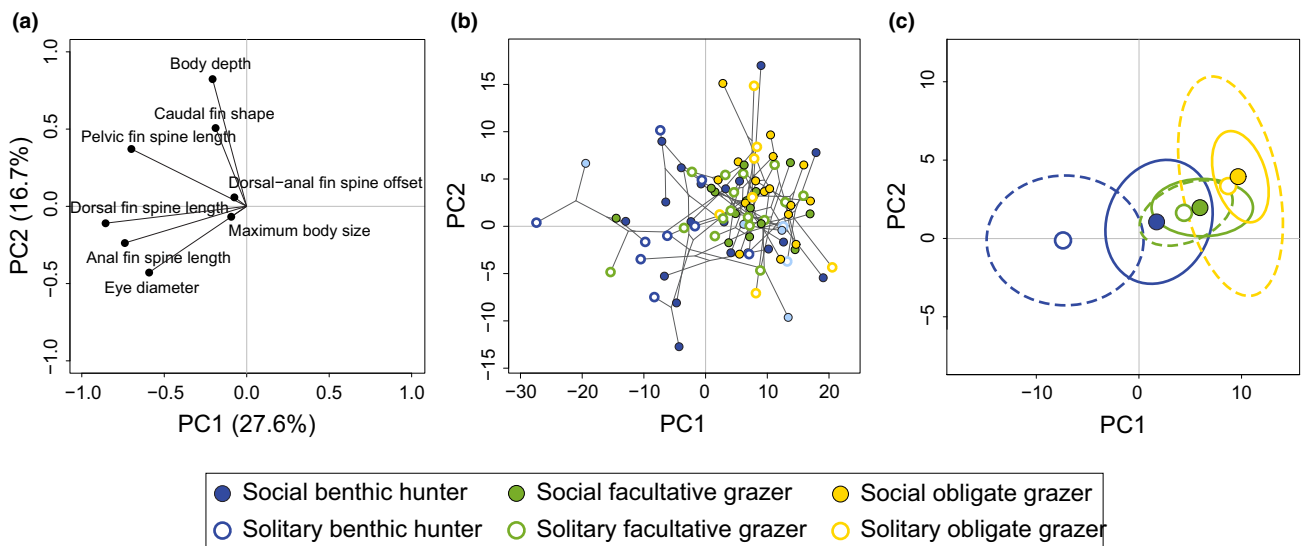 (a)
(b)
(c)
1.0
0.5
0.0
−0.5
−1.0
PC2 (16.7%)
Body depth
Caudal fin shape
Pelvic fin spine length
Dorsal−anal fin spine offset
Dorsal fin spine length
Maximum body size
Anal fin spine length
Eye diameter
−1.0 −0.5 0.0 0.5 1.0
PC1 (27.6%)
15
10
5
0
−5
−10
−15
PC2
−30 −20 −10 0 10 20
PC1
10
5
0
−5
PC2
−10 0 10
PC1
Social benthic hunter Social facultative grazer Social obligate grazer
Solitary benthic hunter Solitary facultative grazer Solitary obligate grazer